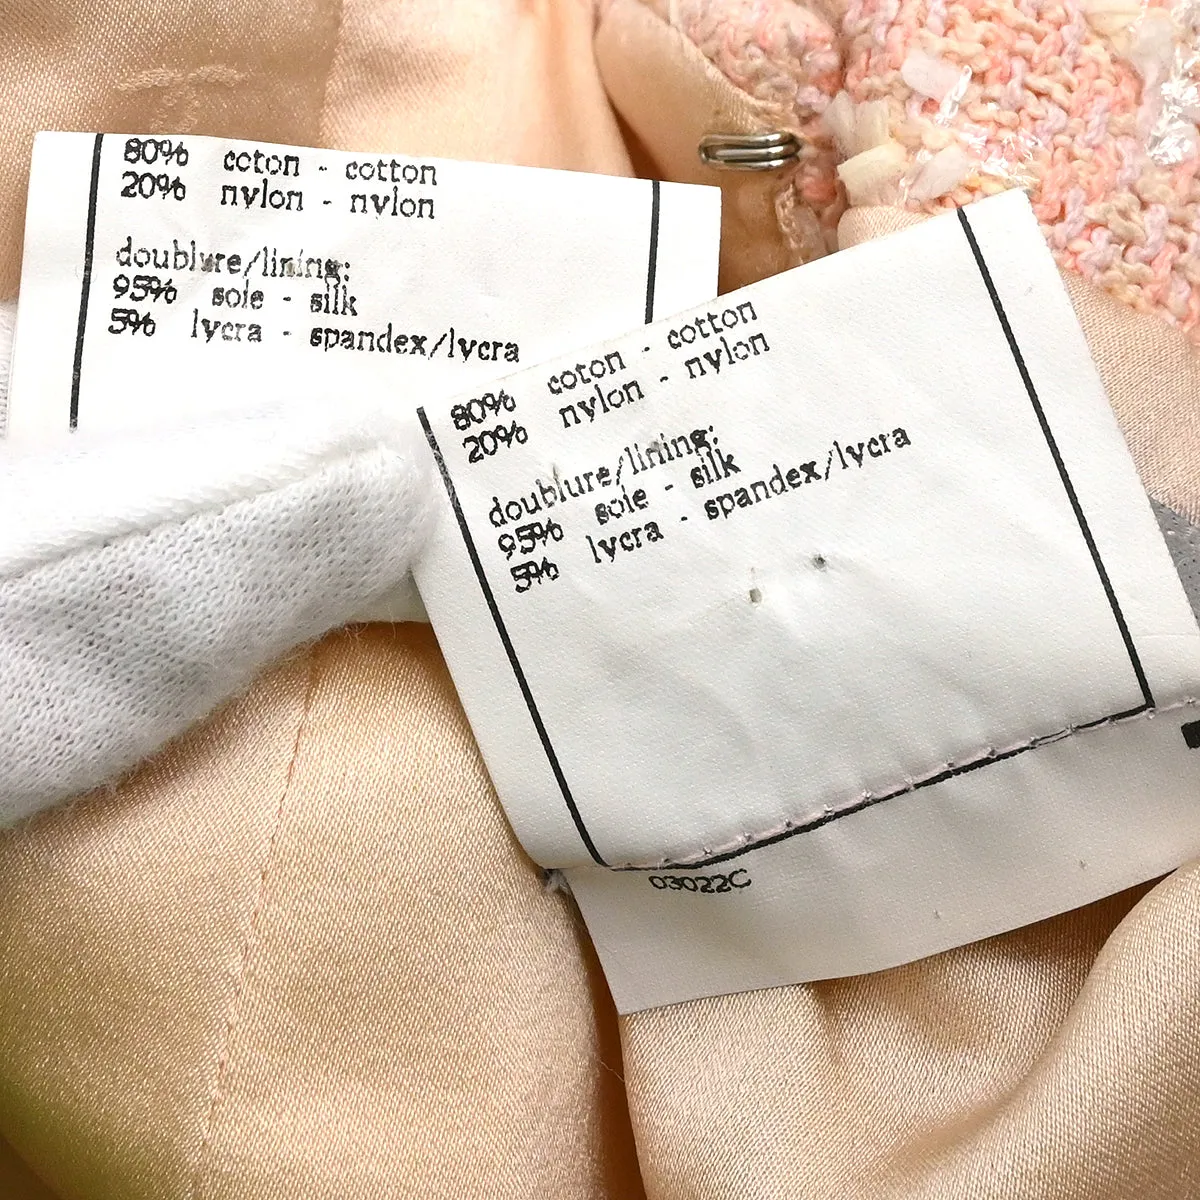 80% coton - cotton
20% nylon - nylon
doublure/lining:
95% soie - silk
5% lycra - spandex/lycra
80% coton - cotton
20% nylon - nylon
doublure/lining:
95% soie - silk
5% lycra - spandex/lycra
03022C